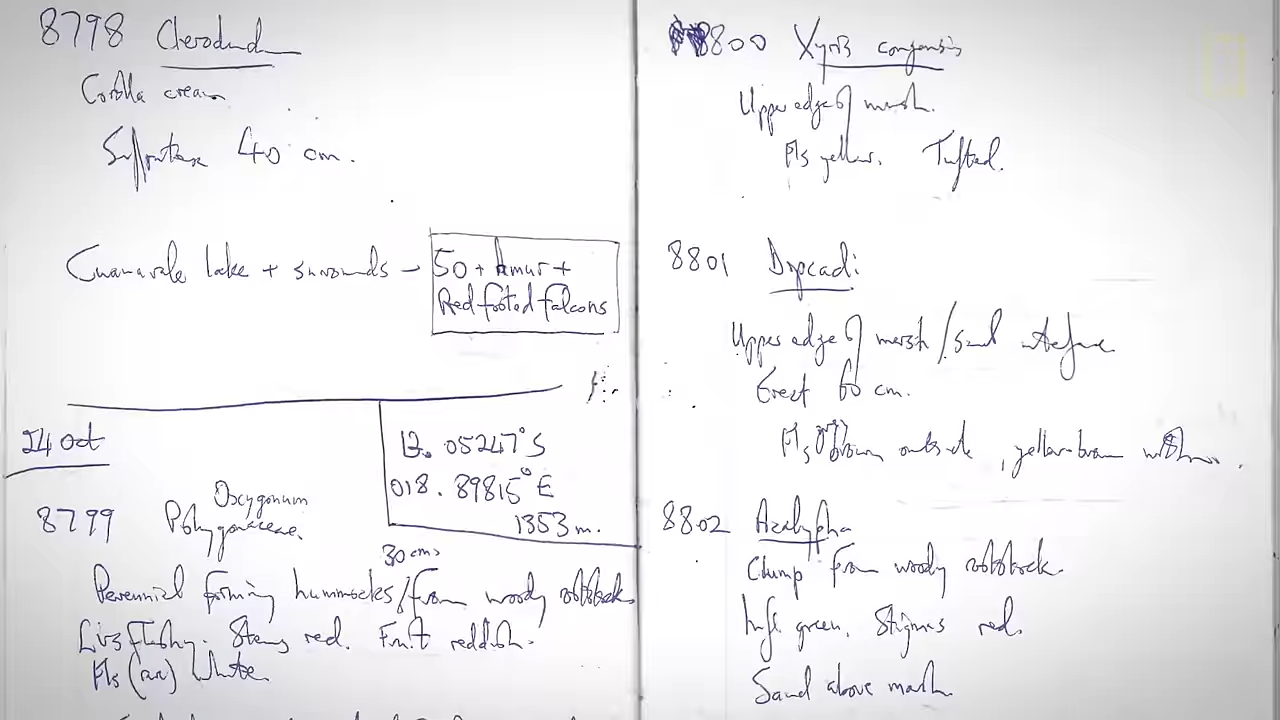 8798 Clerodend
Corolla cream
Suffrutex 40 cm.
Cuanavale lake + surrounds - 50 + Amur +
Red footed falcons
24 Oct
12. 05247° S
018. 89815° E
1353 m.
Oxygonum
8799 Polygonaceae.
30 cms
Perennial forming hummocks / from woody rootstock.
Lvs fleshy. Stems red. Fruit reddish.
Fls (rare) White
8800 Xyris congensis
Upper edge of marsh.
Fls yellow. Tufted.
8801 Dipcadi
Upper edge of marsh / sand interface
Erect 60 cm.
Fls brown outside, yellow-brown within.
8802 Acalypha
Clump from woody rootstock.
Infl. green. Stigmas red.
Sand above marsh.